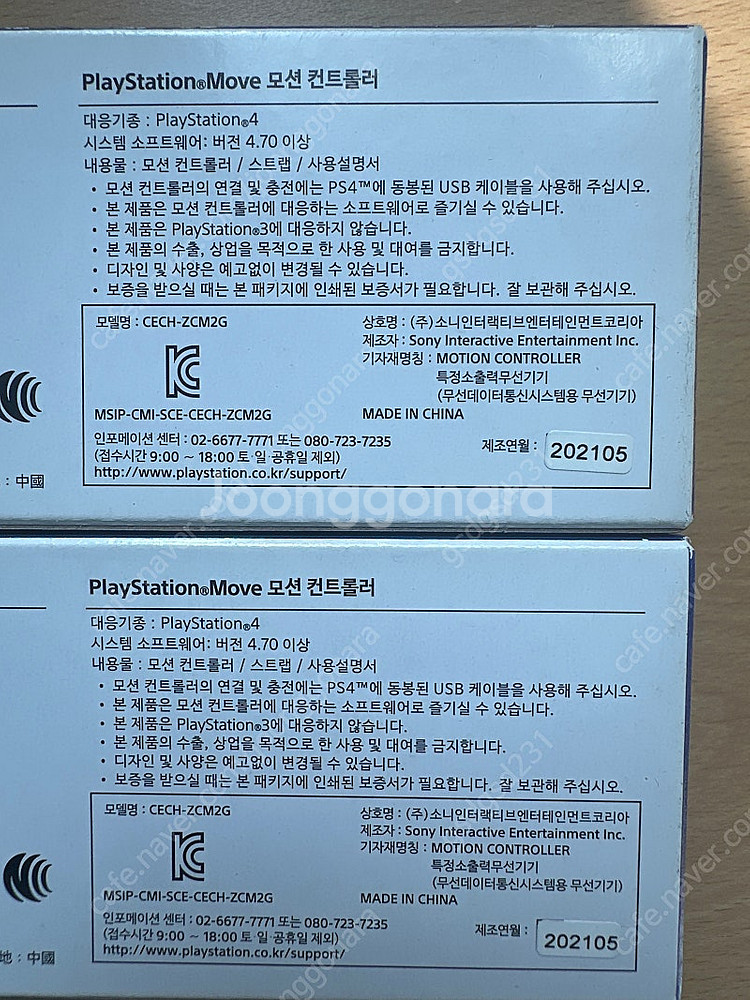 PlayStation®Move 모션 컨트롤러
대응기종 : PlayStation®4
시스템 소프트웨어: 버전 4.70 이상
내용물 : 모션 컨트롤러 / 스트랩 / 사용설명서
• 모션 컨트롤러의 연결 및 충전에는 PS4™에 동봉된 USB 케이블을 사용해 주십시오.
• 본 제품은 모션 컨트롤러에 대응하는 소프트웨어로 즐기실 수 있습니다.
• 본 제품은 PlayStation®3에 대응하지 않습니다.
• 본 제품의 수출, 상업을 목적으로 한 사용 및 대여를 금지합니다.
• 디자인 및 사양은 예고없이 변경될 수 있습니다.
• 보증을 받으실 때는 본 패키지에 인쇄된 보증서가 필요합니다. 잘 보관해 주십시오.
모델명 : CECH-ZCM2G
MSIP-CMI-SCE-CECH-ZCM2G
상호명 : (주)소니인터랙티브엔터테인먼트코리아
제조자 : Sony Interactive Entertainment Inc.
기자재명칭 : MOTION CONTROLLER
특정소출력무선기기
(무선데이터통신시스템용 무선기기)
MADE IN CHINA
인포메이션 센터 : 02-6677-7771 또는 080-723-7235
(접수시간 9:00 ~ 18:00 토·일·공휴일 제외)
http://www.playstation.co.kr/support/
제조연월 : 202105
: 中國
Joonggonara
PlayStation®Move 모션 컨트롤러
대응기종 : PlayStation®4
시스템 소프트웨어: 버전 4.70 이상
내용물 : 모션 컨트롤러 / 스트랩 / 사용설명서
• 모션 컨트롤러의 연결 및 충전에는 PS4™에 동봉된 USB 케이블을 사용해 주십시오.
• 본 제품은 모션 컨트롤러에 대응하는 소프트웨어로 즐기실 수 있습니다.
• 본 제품은 PlayStation®3에 대응하지 않습니다.
• 본 제품의 수출, 상업을 목적으로 한 사용 및 대여를 금지합니다.
• 디자인 및 사양은 예고없이 변경될 수 있습니다.
• 보증을 받으실 때는 본 패키지에 인쇄된 보증서가 필요합니다. 잘 보관해 주십시오.
모델명 : CECH-ZCM2G
MSIP-CMI-SCE-CECH-ZCM2G
상호명 : (주)소니인터랙티브엔터테인먼트코리아
제조자 : Sony Interactive Entertainment Inc.
기자재명칭 : MOTION CONTROLLER
특정소출력무선기기
(무선데이터통신시스템용 무선기기)
MADE IN CHINA
인포메이션 센터 : 02-6677-7771 또는 080-723-7235
(접수시간 9:00 ~ 18:00 토·일·공휴일 제외)
http://www.playstation.co.kr/support/
제조연월 : 202105
地 : 中國